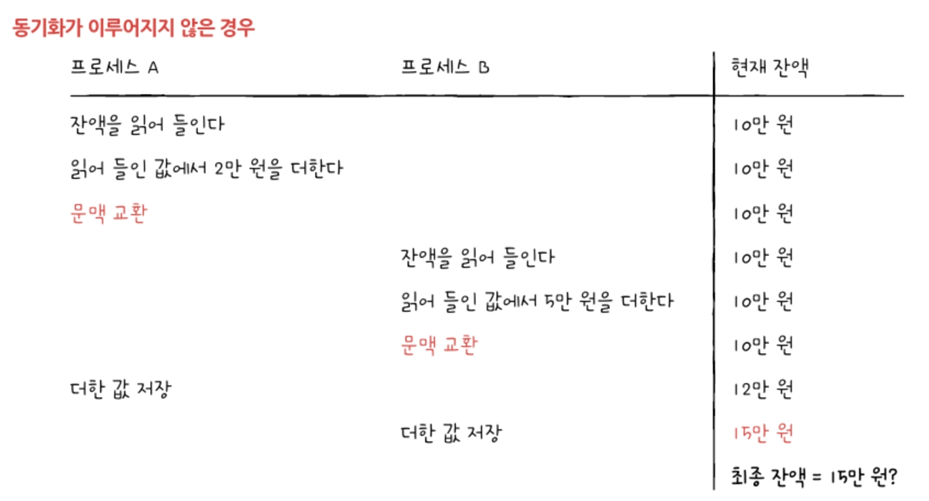 동기화가 이루어지지 않은 경우
프로세스 A 프로세스 B 현재 잔액
잔액을 읽어 들인다 10만 원
읽어 들인 값에서 2만 원을 더한다 10만 원
문맥 교환 10만 원
잔액을 읽어 들인다 10만 원
읽어 들인 값에서 5만 원을 더한다 10만 원
문맥 교환 10만 원
더한 값 저장 12만 원
더한 값 저장 15만 원
최종 잔액 = 15만 원?